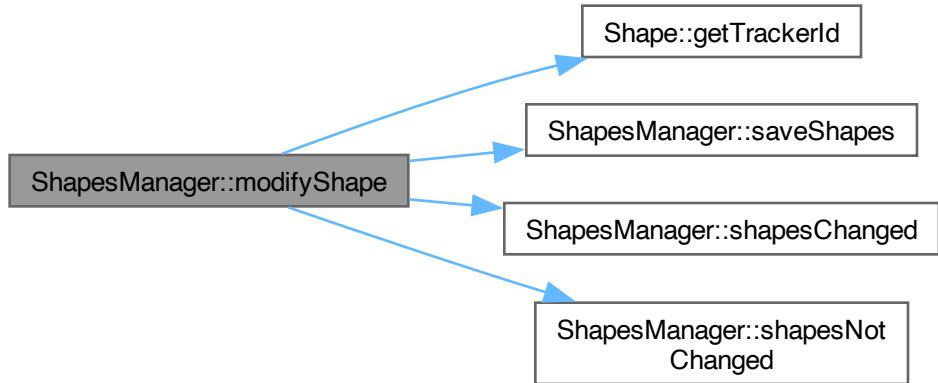 Shape::getTrackerId
ShapesManager::saveShapes
ShapesManager::modifyShape
ShapesManager::shapesChanged
ShapesManager::shapesNot
Changed